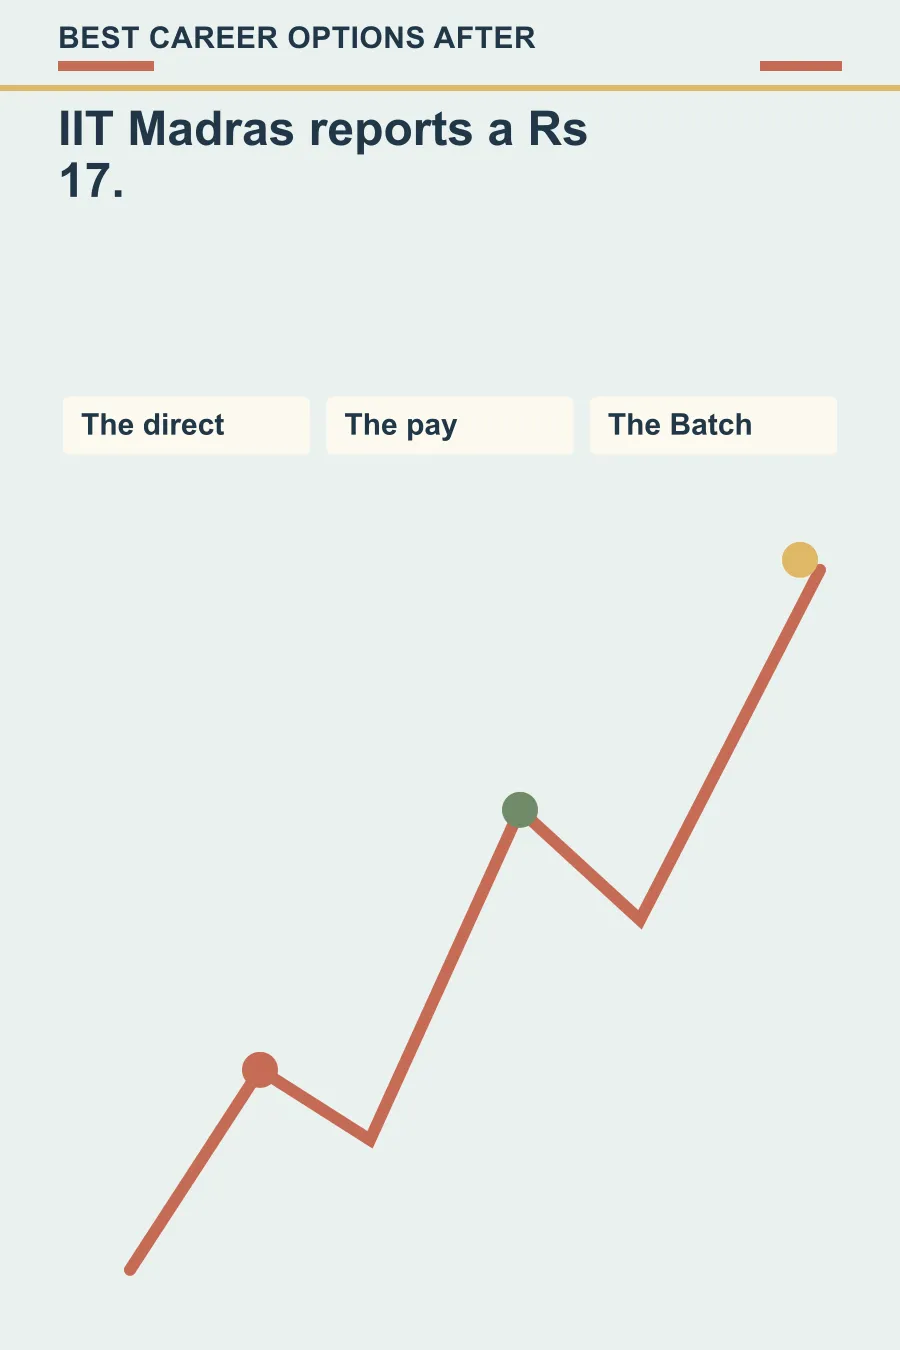 BEST CAREER OPTIONS AFTER
IIT Madras reports a Rs
17.
The direct
The pay
The Batch